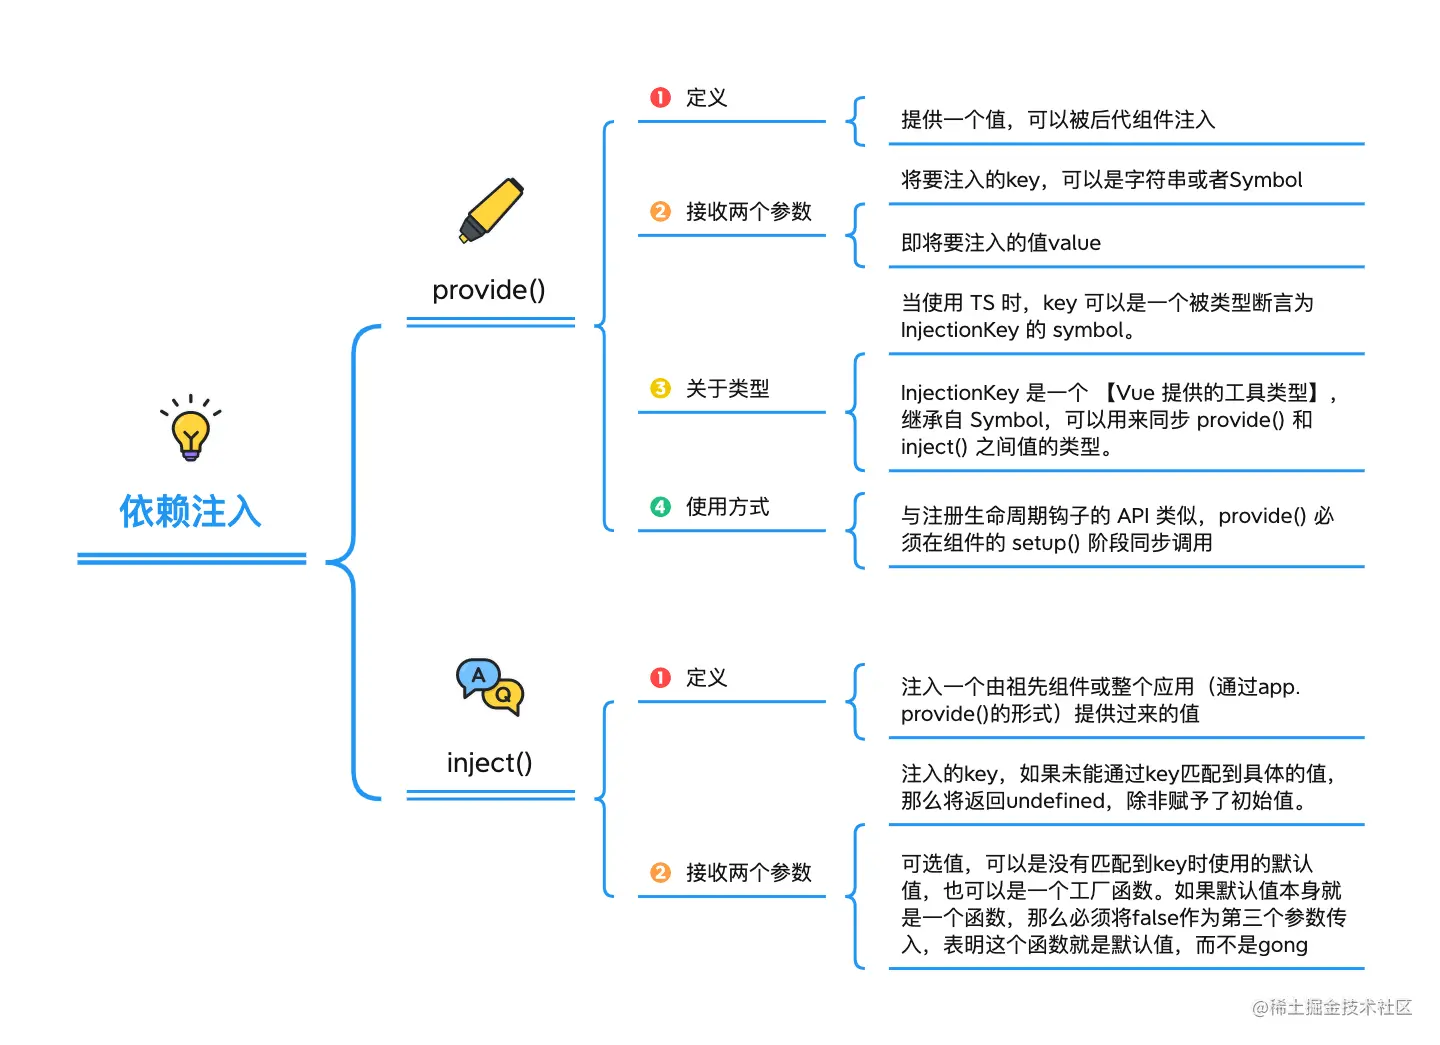 依赖注入
provide()
1 定义
提供一个值，可以被后代组件注入
2 接收两个参数
将要注入的key，可以是字符串或者Symbol
即将要注入的值value
3 关于类型
当使用 TS 时，key 可以是一个被类型断言为
InjectionKey 的 symbol。
InjectionKey 是一个 【Vue 提供的工具类型】，
继承自 Symbol，可以用来同步 provide() 和
inject() 之间值的类型。
4 使用方式
与注册生命周期钩子的 API 类似，provide() 必
须在组件的 setup() 阶段同步调用
A
Q
inject()
1 定义
注入一个由祖先组件或整个应用（通过app.
provide()的形式）提供过来的值
2 接收两个参数
注入的key，如果未能通过key匹配到具体的值，
那么将返回undefined，除非赋予了初始值。
可选值，可以是没有匹配到key时使用的默认
值，也可以是一个工厂函数。如果默认值本身就
是一个函数，那么必须将false作为第三个参数传
入，表明这个函数就是默认值，而不是gong
@稀土掘金技术社区